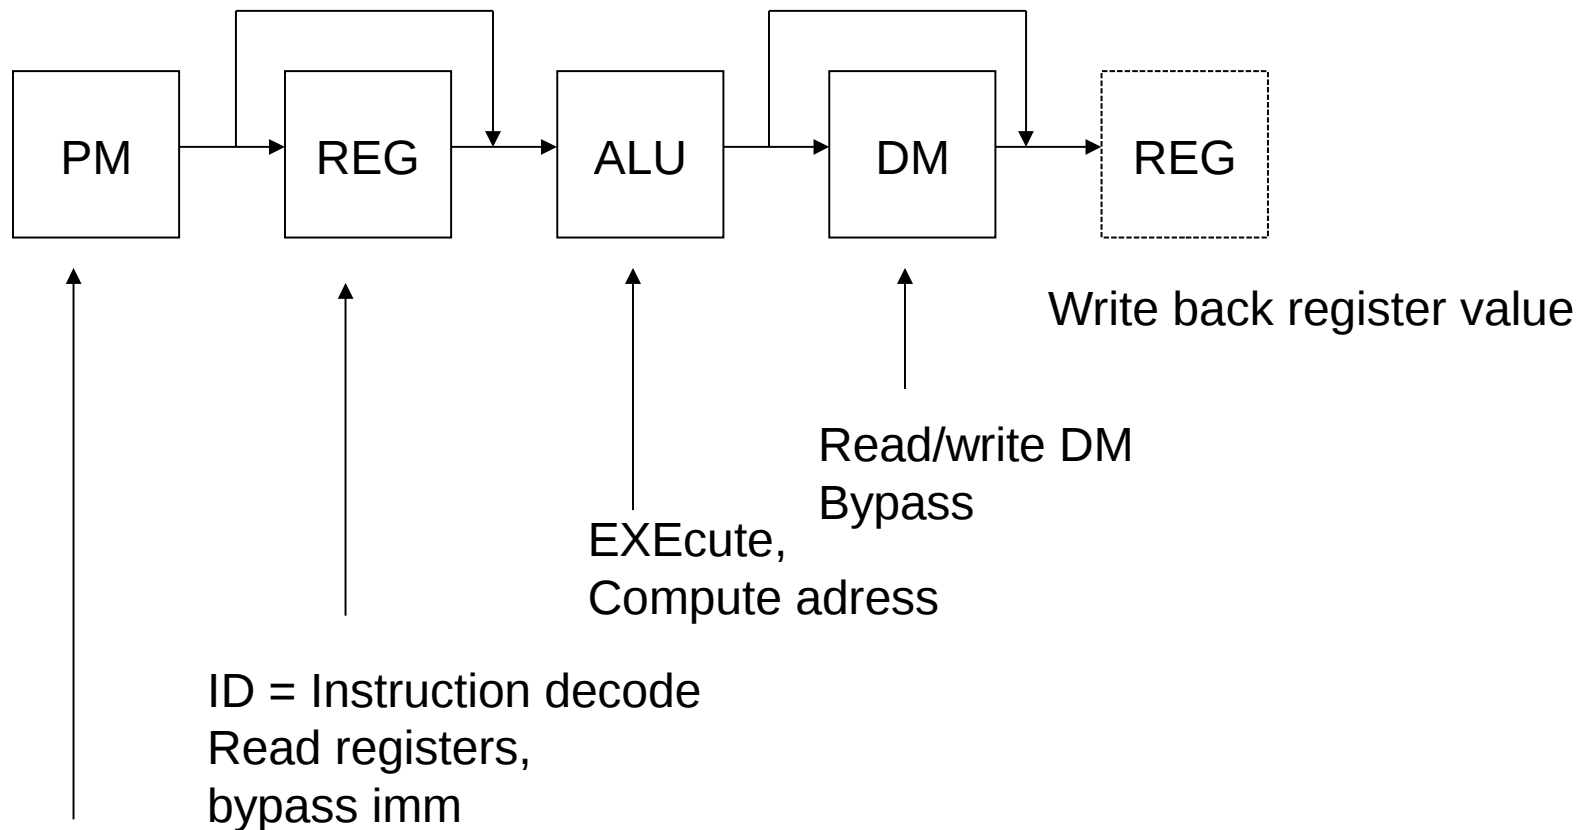 PM
REG
ALU
DM
REG
Write back register value
Read/write DM
Bypass
EXEcute,
Compute adress
ID = Instruction decode
Read registers,
bypass imm